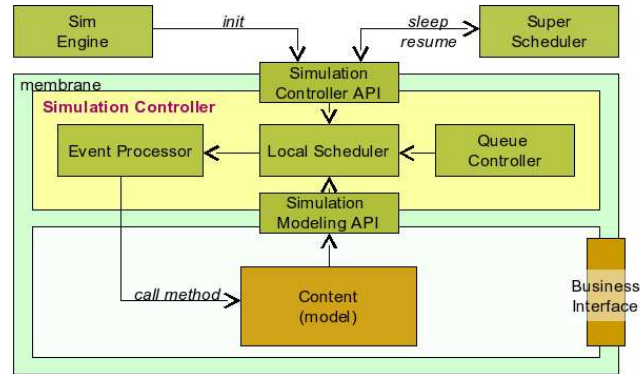 Sim
Engine
init
sleep
resume
Super
Scheduler
membrane
Simulation
Controller API
Simulation Controller
Event Processor
Local Scheduler
Queue
Controller
Simulation
Modeling API
call method
Content
(model)
Business
Interface